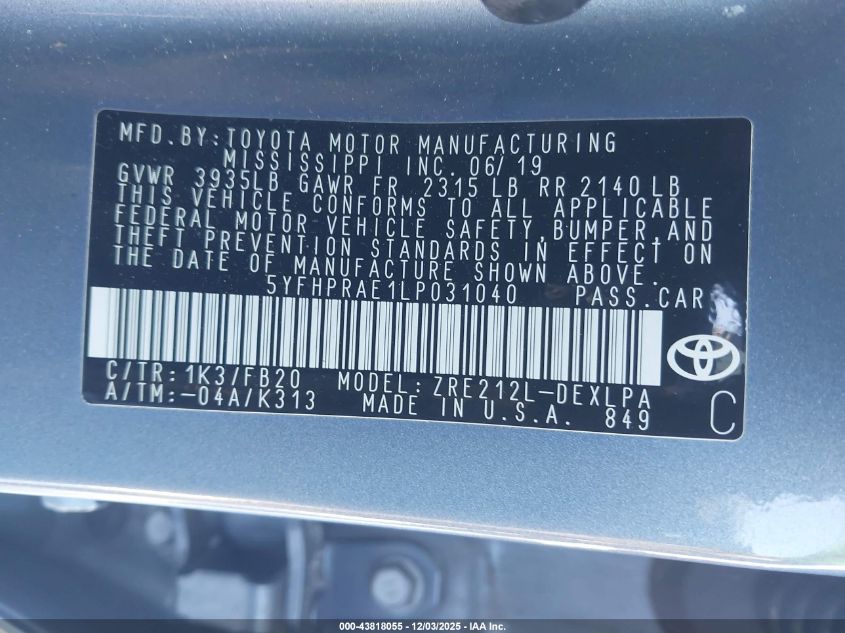 MFD.BY:TOYOTA MOTOR MANUFACTURING
MISSISSIPPI INC. 06/19
GVWR 3935LB GAWR FR 2315 LB RR 2140 LB
THIS VEHICLE CONFORMS TO ALL APPLICABLE
FEDERAL MOTOR VEHICLE SAFETY,BUMPER,AND
THEFT PREVENTION STANDARDS IN EFFECT ON
THE DATE OF MANUFACTURE SHOWN ABOVE.
5YFHPRAE1LP031040 PASS.CAR
C/TR: 1K3/FB20 MODEL: ZRE212L-DEXLPA
A/TM:-04A/K313 MADE IN U.S.A. 849
C
000-43818055 | 12/03/2025 - IAA Inc.